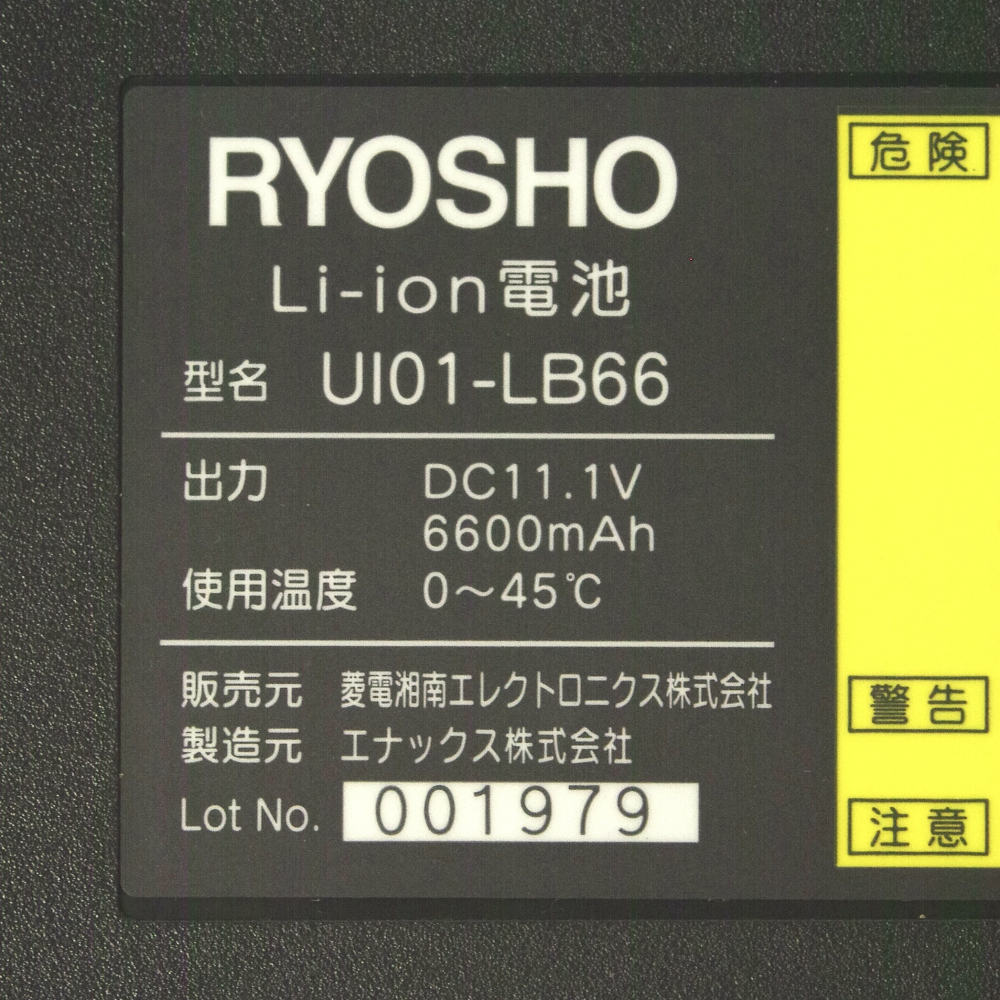 RYOSHO
Li-ion電池
型名 UI01-LB66
出力 DC11.1V
6600mAh
使用温度 0～45℃
販売元 菱電湘南エレクトロニクス株式会社
製造元 エナックス株式会社
Lot No. 001979
危険
警告
注意